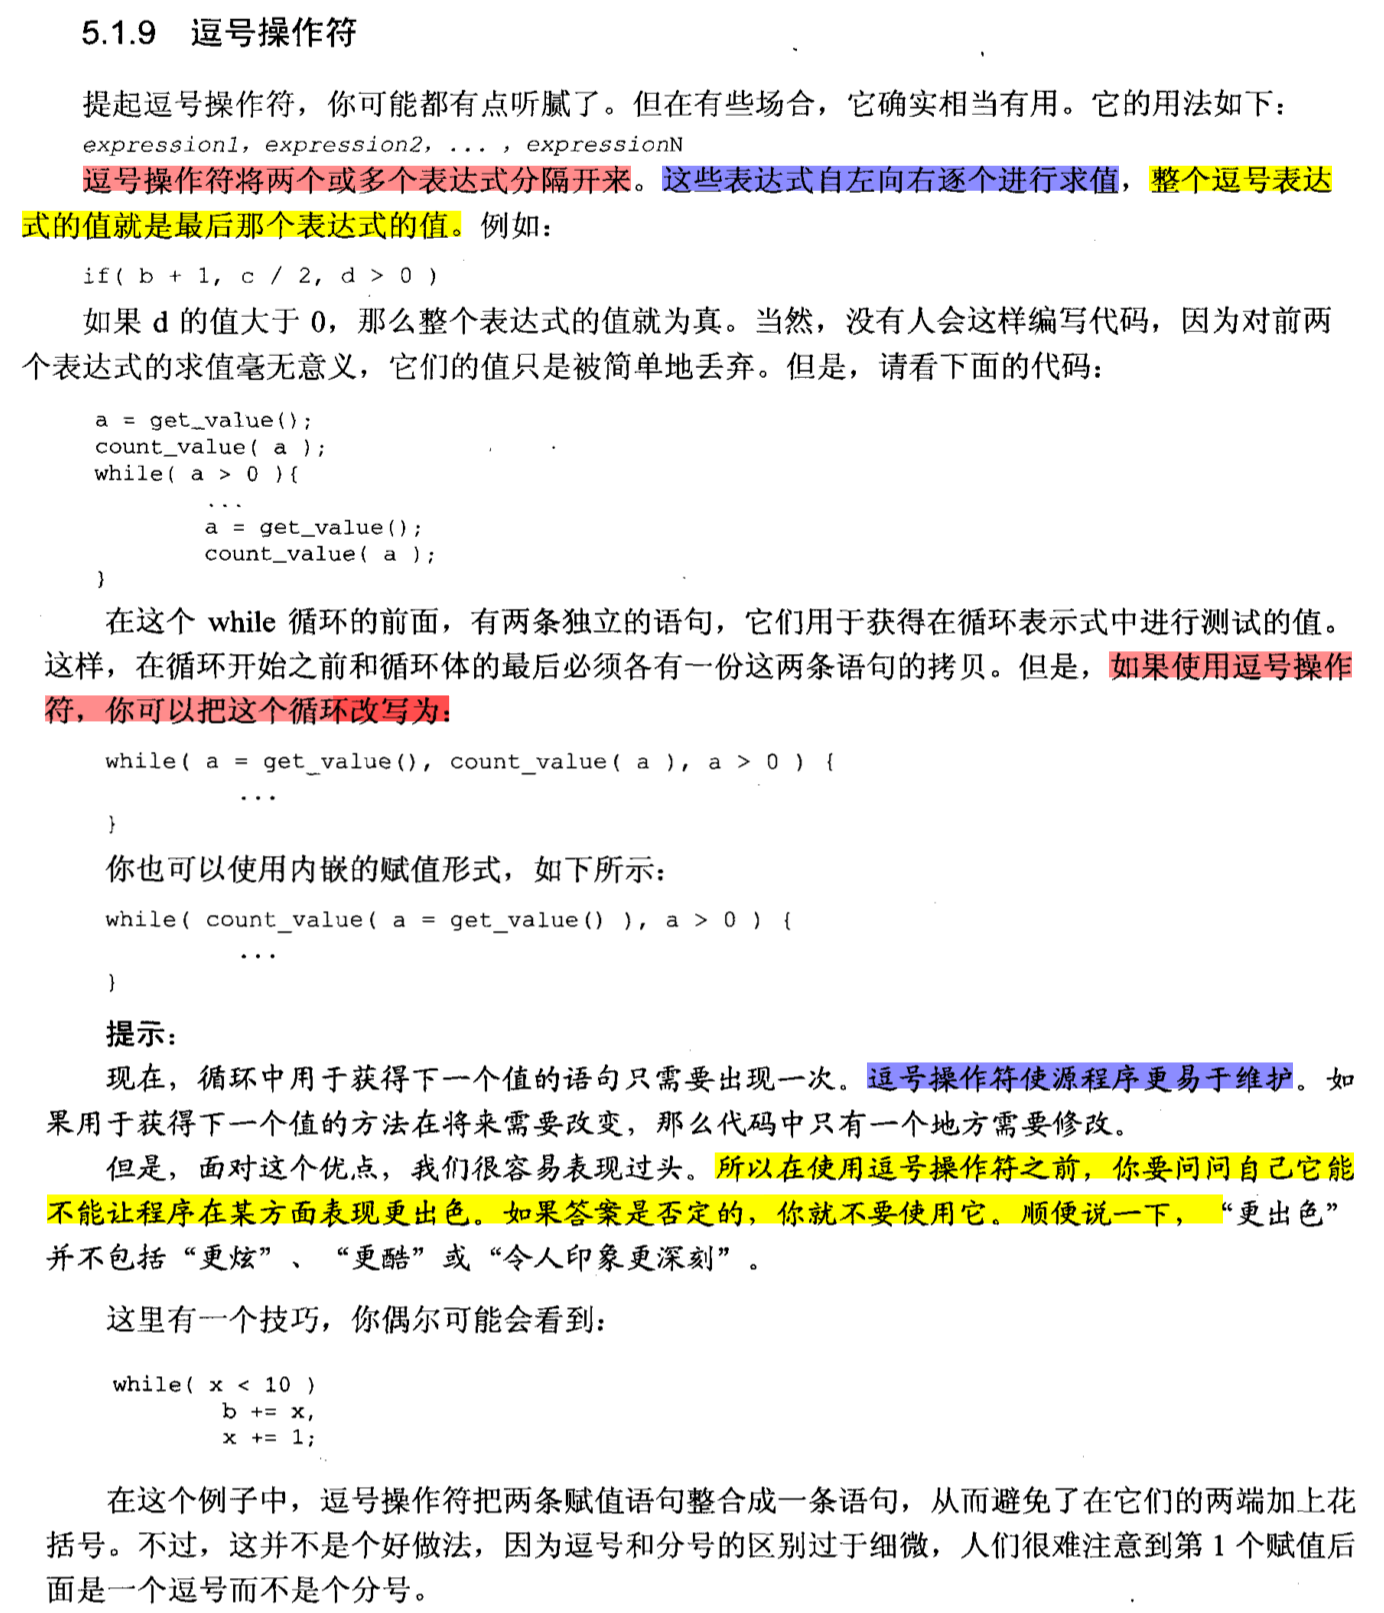 5.1.9 逗号操作符
提起逗号操作符，你可能都有点听腻了。但在有些场合，它确实相当有用。它的用法如下：
expression1, expression2, ... , expressionN
逗号操作符将两个或多个表达式分隔开来。这些表达式自左向右逐个进行求值，整个逗号表达
式的值就是最后那个表达式的值。例如：
if( b + 1, c / 2, d > 0 )
如果 d 的值大于 0，那么整个表达式的值就为真。当然，没有人会这样编写代码，因为对前两
个表达式的求值毫无意义，它们的值只是被简单地丢弃。但是，请看下面的代码：
a = get_value();
count_value( a );
while( a > 0 ){
...
a = get_value();
count_value( a );
}
在这个 while 循环的前面，有两条独立的语句，它们用于获得在循环表示式中进行测试的值。
这样，在循环开始之前和循环体的最后必须各有一份这两条语句的拷贝。但是，如果使用逗号操作
符，你可以把这个循环改写为：
while( a = get_value(), count_value( a ), a > 0 ) {
...
}
你也可以使用内嵌的赋值形式，如下所示：
while( count_value( a = get_value() ), a > 0 ) {
...
}
提示：
现在，循环中用于获得下一个值的语句只需要出现一次。逗号操作符使源程序更易于维护。如
果用于获得下一个值的方法在将来需要改变，那么代码中只有一个地方需要修改。
但是，面对这个优点，我们很容易表现过头。所以在使用逗号操作符之前，你要问问自己它能
不能让程序在某方面表现更出色。如果答案是否定的，你就不要使用它。顺便说一下，“更出色”
并不包括“更炫”、“更酷”或“令人印象更深刻”。
这里有一个技巧，你偶尔可能会看到：
while( x < 10 )
b += x,
x += 1;
在这个例子中，逗号操作符把两条赋值语句整合成一条语句，从而避免了在它们的两端加上花
括号。不过，这并不是个好做法，因为逗号和分号的区别过于细微，人们很难注意到第 1 个赋值后
面是一个逗号而不是个分号。